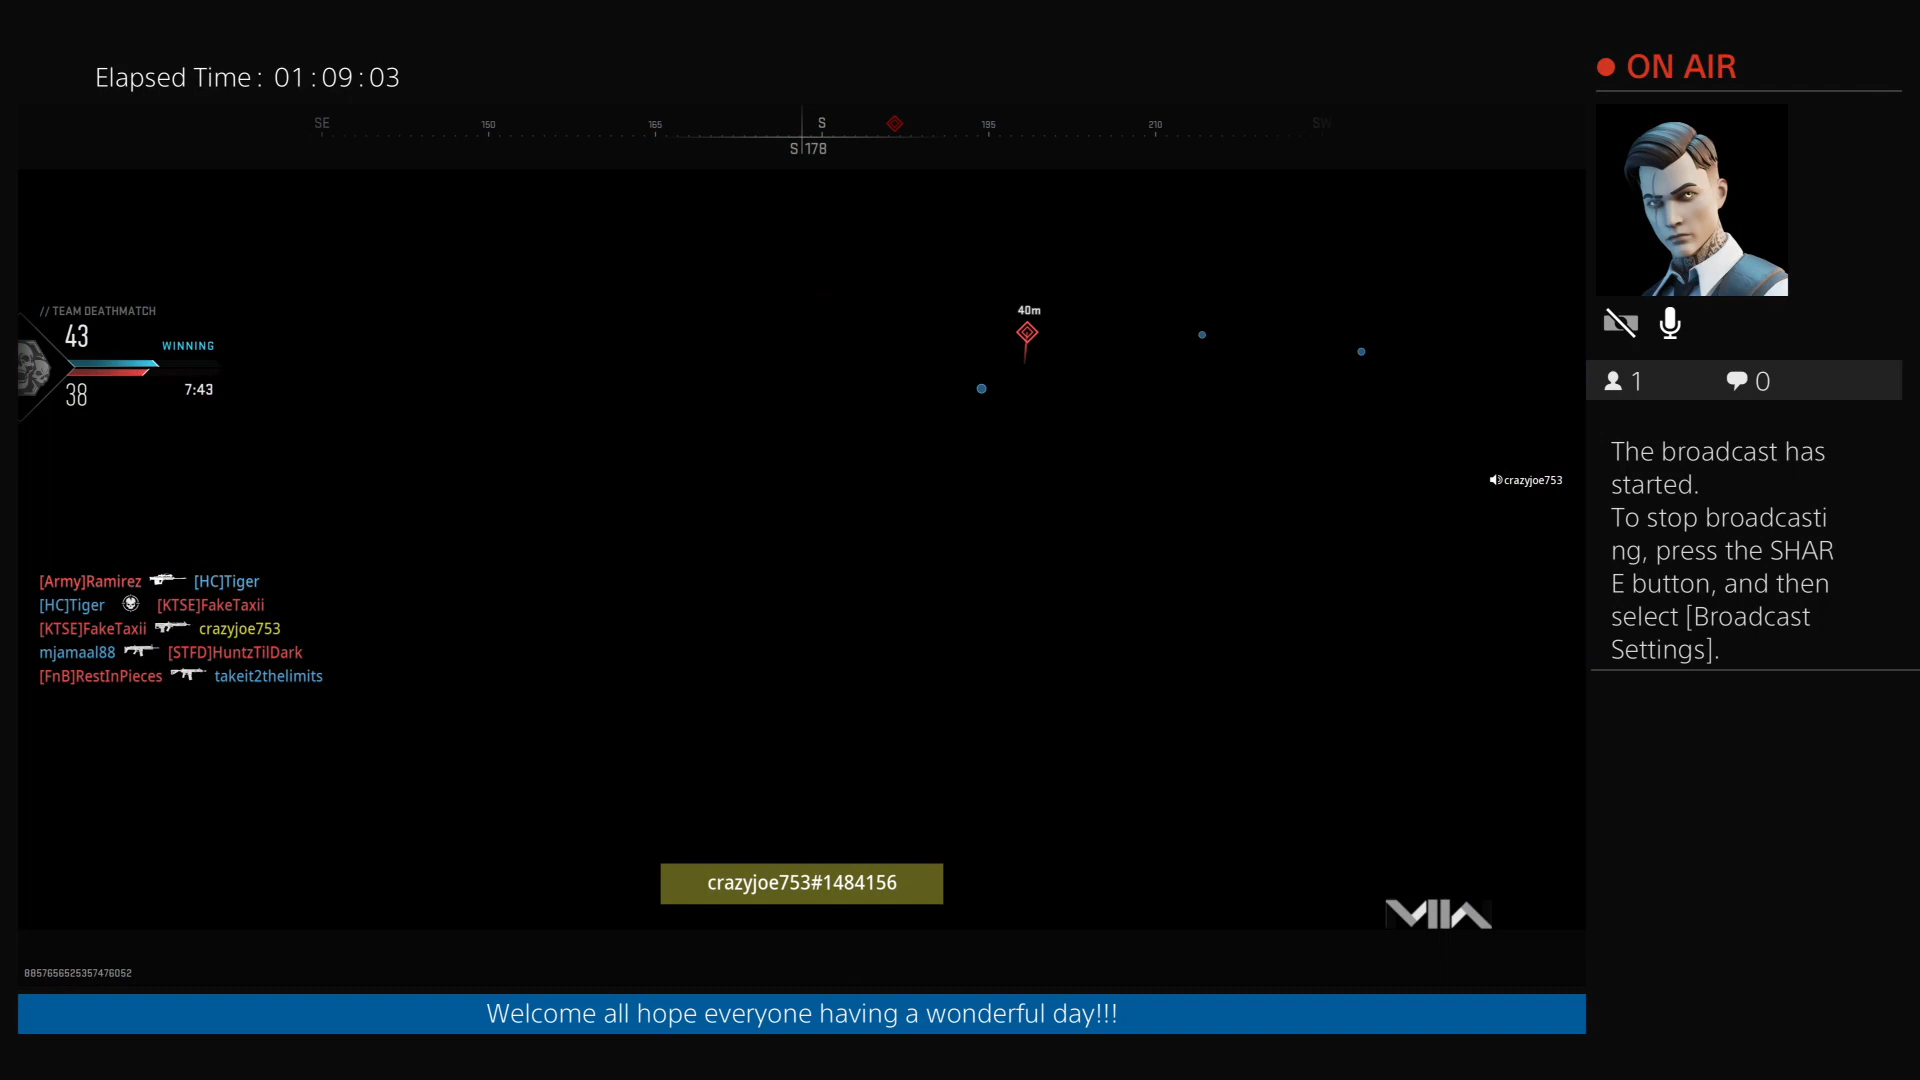 Elapsed Time: 01:09:03
ON AIR
SE 150 165 S 195 210 SW
S 178
// TEAM DEATHMATCH
43
WINNING
38
7:43
40m
1 0
The broadcast has
started.
To stop broadcasti
ng, press the SHAR
E button, and then
select [Broadcast
Settings].
crazyjoe753
[Army]Ramirez [HC]Tiger
[HC]Tiger [KTSE]FakeTaxii
[KTSE]FakeTaxii crazyjoe753
mjamaal88 [STFD]HuntzTilDark
[FnB]RestInPieces takeit2thelimits
crazyjoe753#1484156
8857656525357476052
Welcome all hope everyone having a wonderful day!!!